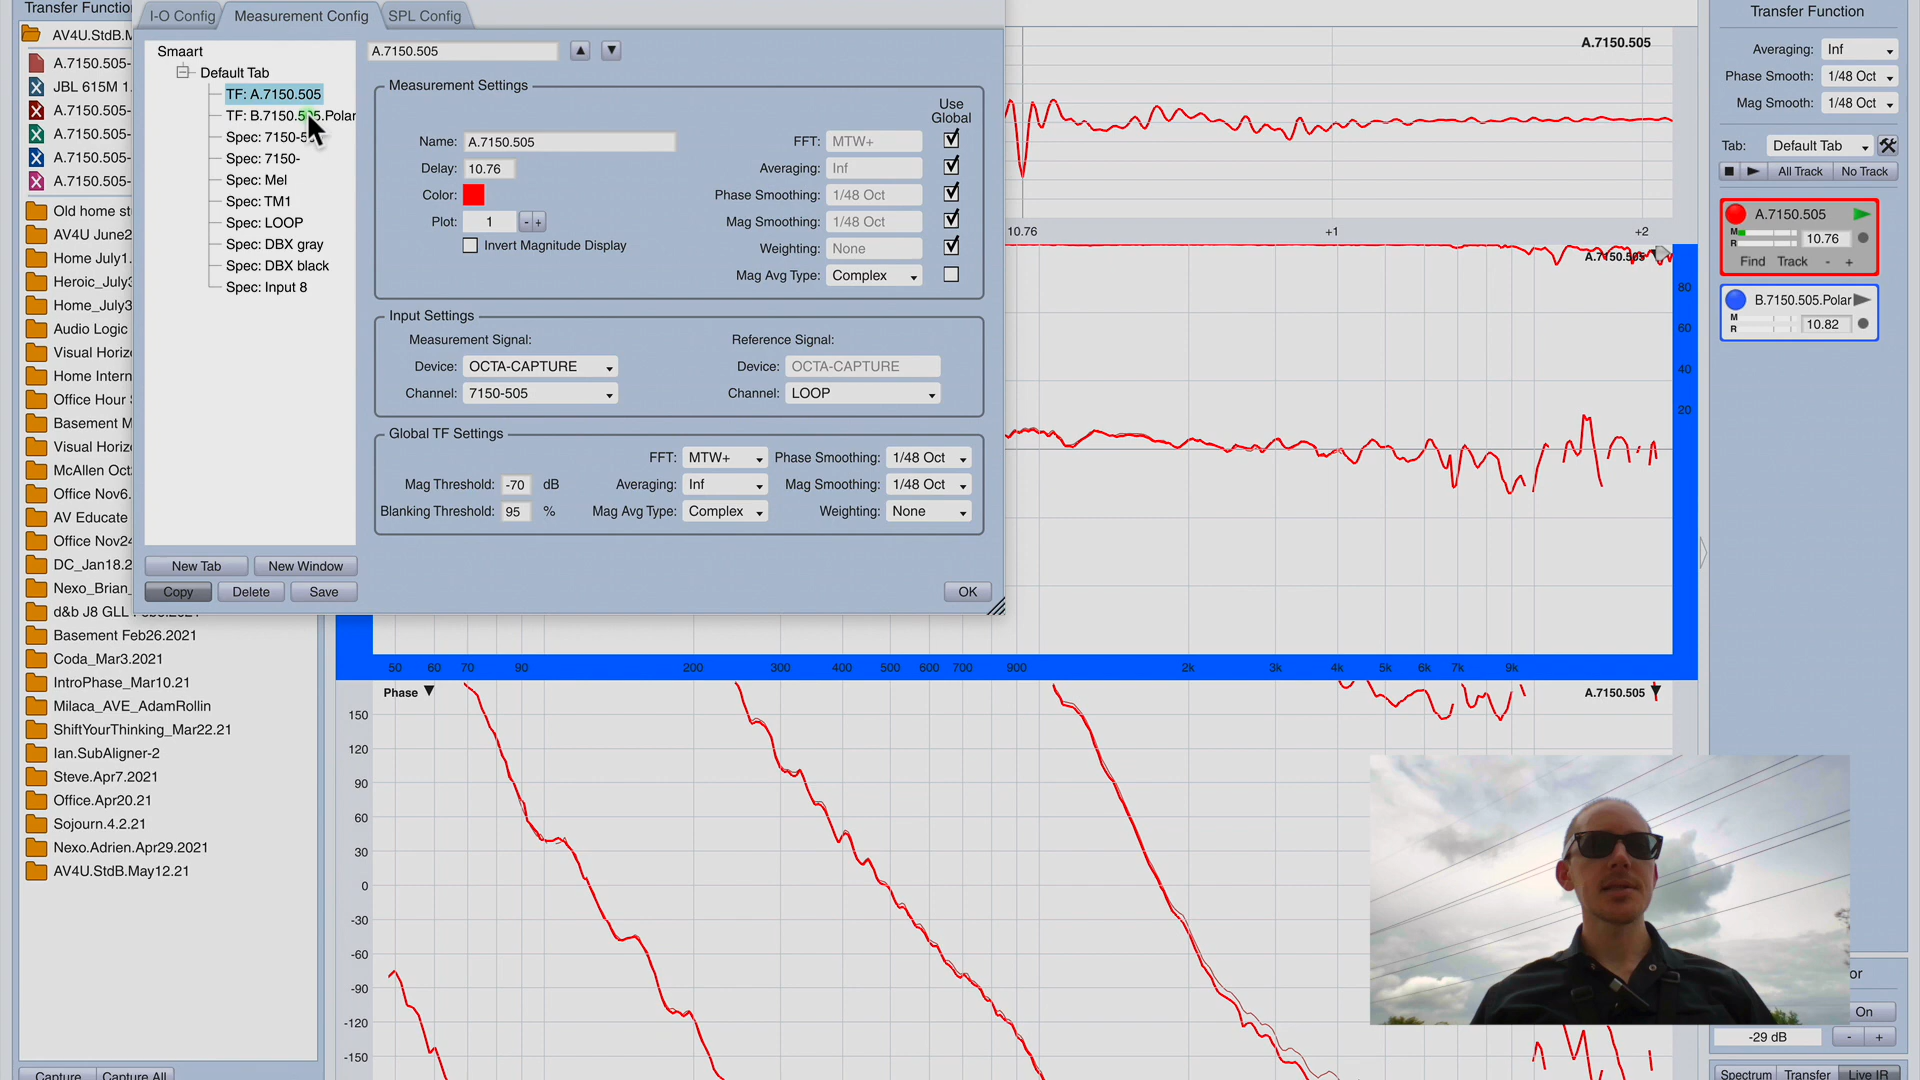 Transfer Functio
AV4U.StdB.M
A.7150.505-
JBL 615M 1.
A.7150.505-
A.7150.505-
A.7150.505-
A.7150.505-
Old home st
AV4U June2
Home July1.
Heroic_July3
Home_July3
Audio Logic
Visual Horiz
Home Intern
Office Hour
Basement M
Visual Horiz
McAllen Oct
Office Nov6.
AV Educate
Office Nov24
DC_Jan18.2
Nexo_Brian_
d&b J8 GLL
Basement Feb26.2021
Coda_Mar3.2021
IntroPhase_Mar10.21
Milaca_AVE_AdamRollin
ShiftYourThinking_Mar22.21
Ian.SubAligner-2
Steve.Apr7.2021
Office.Apr20.21
Sojourn.4.2.21
Nexo.Adrien.Apr29.2021
AV4U.StdB.May12.21
Capture Capture All
I-O Config Measurement Config SPL Config
Smaart
Default Tab
TF: A.7150.505
TF: B.7150.505.Polar
Spec: 7150-5
Spec: 7150-
Spec: Mel
Spec: TM1
Spec: LOOP
Spec: DBX gray
Spec: DBX black
Spec: Input 8
New Tab New Window
Copy Delete Save
A.7150.505
Measurement Settings
Use
Global
Name: A.7150.505 FFT: MTW+
Delay: 10.76 Averaging: Inf
Color: Phase Smoothing: 1/48 Oct
Plot: 1 - + Mag Smoothing: 1/48 Oct
Invert Magnitude Display Weighting: None
Mag Avg Type: Complex
Input Settings
Measurement Signal: Reference Signal:
Device: OCTA-CAPTURE Device: OCTA-CAPTURE
Channel: 7150-505 Channel: LOOP
Global TF Settings
FFT: MTW+ Phase Smoothing: 1/48 Oct
Mag Threshold: -70 dB Averaging: Inf Mag Smoothing: 1/48 Oct
Blanking Threshold: 95 % Mag Avg Type: Complex Weighting: None
OK
A.7150.505
10.76 +1 +2
A.7150.505
80
60
40
20
50 60 70 90 200 300 400 500 600 700 900 2k 3k 4k 5k 6k 7k 9k
Phase A.7150.505
150
120
90
60
30
0
-30
-60
-90
-120
-150
Transfer Function
Averaging: Inf
Phase Smooth: 1/48 Oct
Mag Smooth: 1/48 Oct
Tab: Default Tab
All Track No Track
A.7150.505
M
R 10.76
Find Track - +
B.7150.505.Polar
M
R 10.82
or
On
-29 dB - +
Spectrum Transfer Live IR